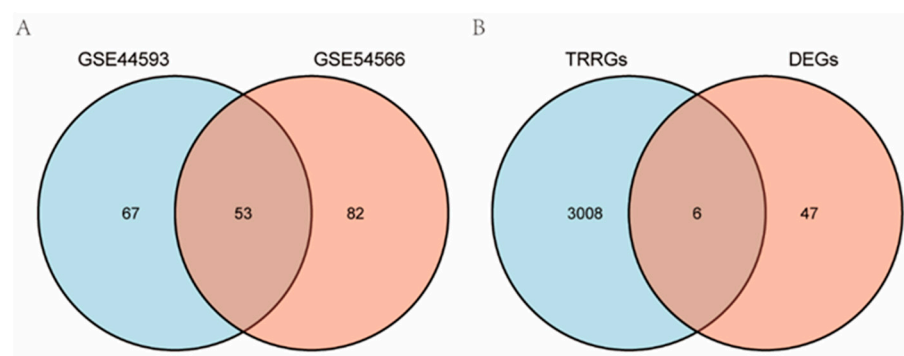 A
GSE44593 GSE54566
67 53 82
B
TRRGs DEGs
3008 6 47